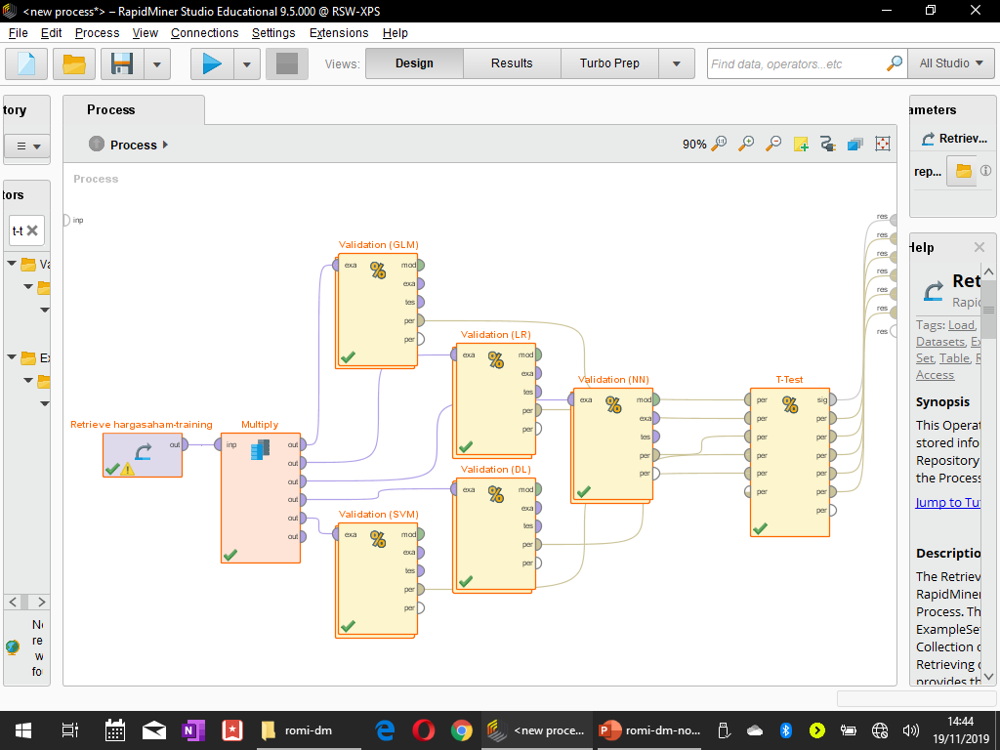 <new process*> – RapidMiner Studio Educational 9.5.000 @ RSW-XPS
File Edit Process View Connections Settings Extensions Help
Views: Design Results Turbo Prep
Find data, operators...etc
All Studio
tory
Process
ameters
Process
90%
Retriev...
rep...
tors
t-t
Process
inp
res
res
res
res
res
res
res
Validation (GLM)
exa mod
exa
tes
per
per
Validation (LR)
exa mod
exa
tes
per
per
Validation (NN)
exa mod
exa
tes
per
per
T-Test
per sig
per per
per per
per per
per per
per per
per
Retrieve hargasaham-training
out
Multiply
inp out
out
out
out
out
out
Validation (DL)
exa mod
exa
tes
per
per
Validation (SVM)
exa mod
exa
tes
per
per
Va
Ex
re
w
fo
Help
Ret
Rapid
Tags: Load,
Datasets, Ex
Set, Table, R
Access
Synopsis
This Operat
stored info
Repository
the Process
Jump to Tu
Descriptio
The Retriev
RapidMiner
Process. Th
ExampleSe
Collection o
Retrieving o
provides th
romi-dm
<new proce...
romi-dm-no...
14:44
19/11/2019